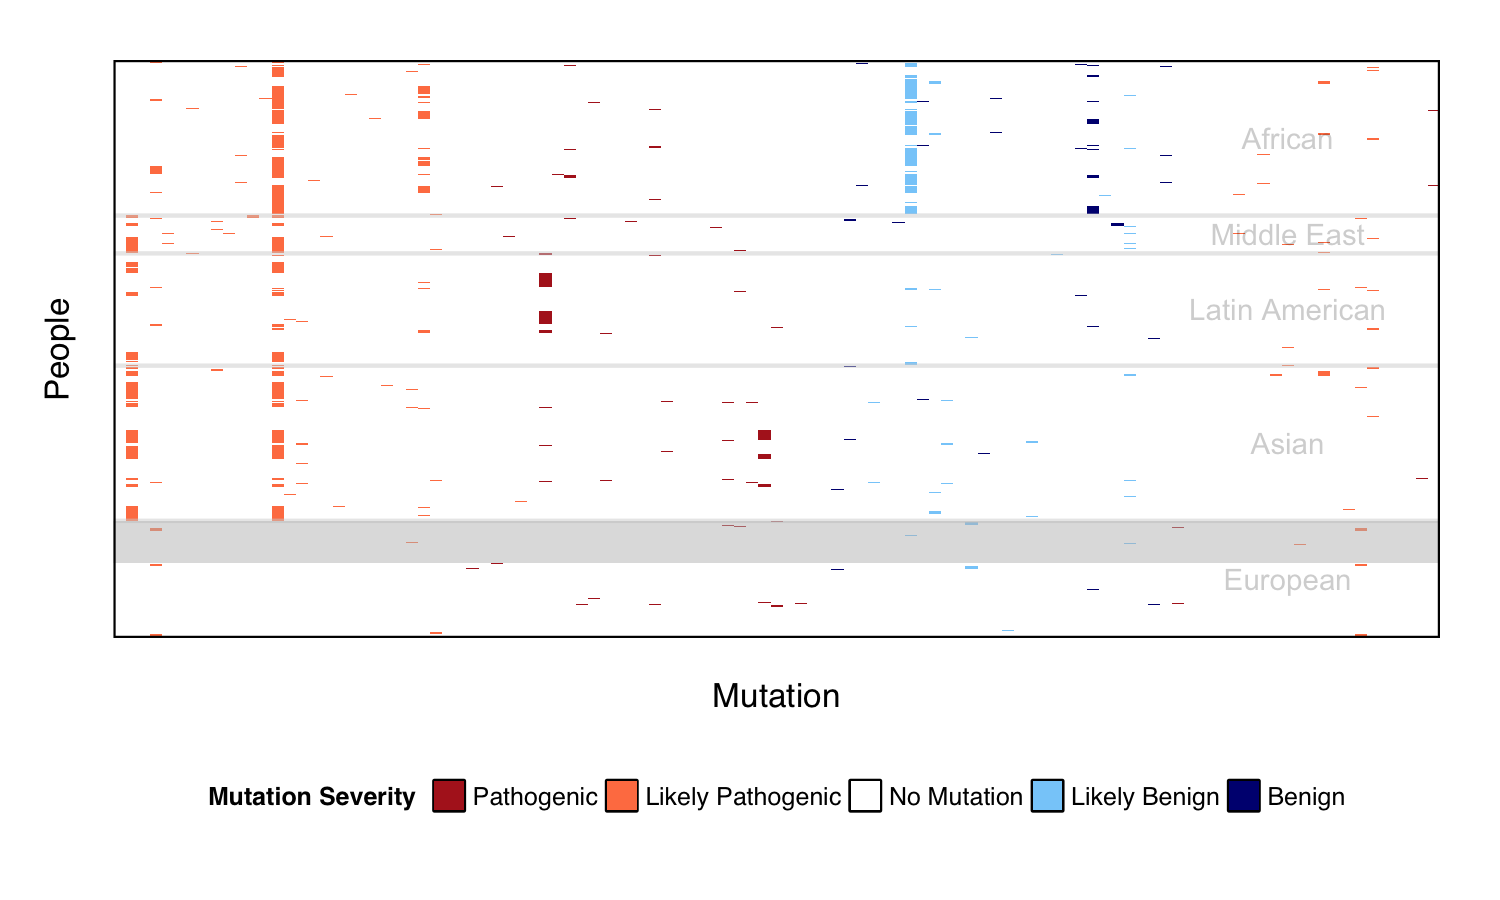 African
Middle East
Latin American
Asian
European
People
Mutation
Mutation Severity Pathogenic Likely Pathogenic No Mutation Likely Benign Benign